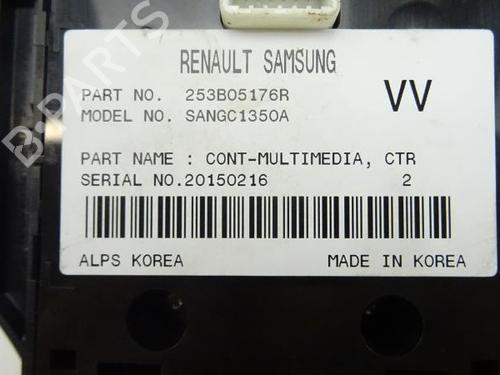 RENAULT SAMSUNG
PART NO. 253B05176R
VV
MODEL NO. SANGC1350A
PART NAME : CONT-MULTIMEDIA, CTR
SERIAL NO.20150216 2
ALPS KOREA
MADE IN KOREA
B-PARTS